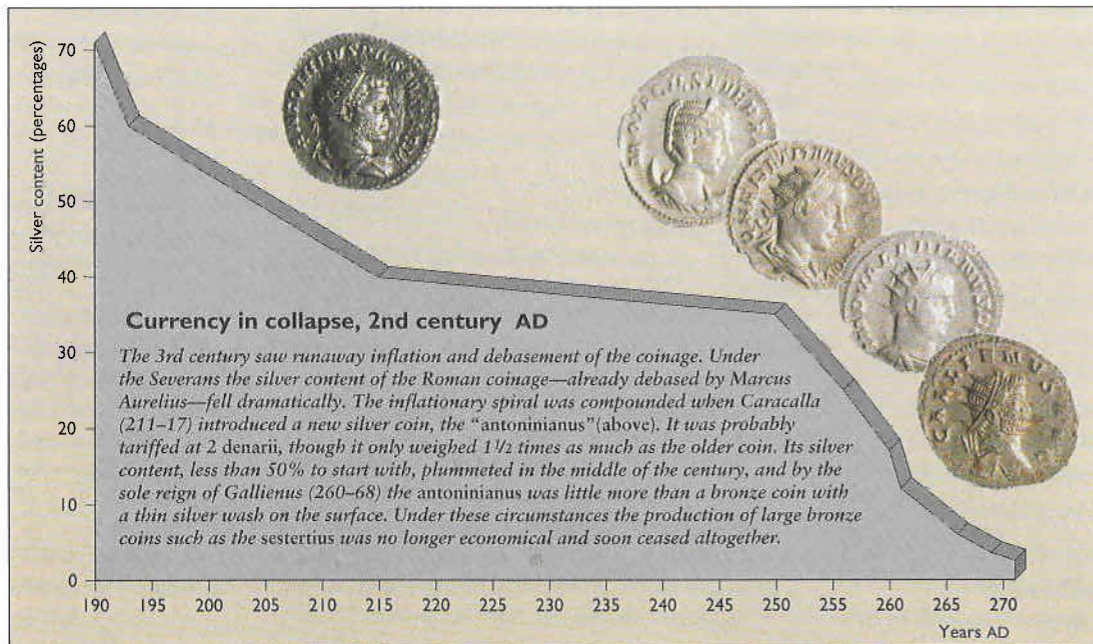 Silver content (percentages)
70
60
50
40
30
20
10
0
Currency in collapse, 2nd century AD
The 3rd century saw runaway inflation and debasement of the coinage. Under
the Severans the silver content of the Roman coinage—already debased by Marcus
Aurelius—fell dramatically. The inflationary spiral was compounded when Caracalla
(211–17) introduced a new silver coin, the "antoninianus"(above). It was probably
tariffed at 2 denarii, though it only weighed 1½ times as much as the older coin. Its silver
content, less than 50% to start with, plummeted in the middle of the century, and by the
sole reign of Gallienus (260–68) the antoninianus was little more than a bronze coin with
a thin silver wash on the surface. Under these circumstances the production of large bronze
coins such as the sestertius was no longer economical and soon ceased altogether.
190 195 200 205 210 215 220 225 230 235 240 245 250 255 260 265 270
Years AD